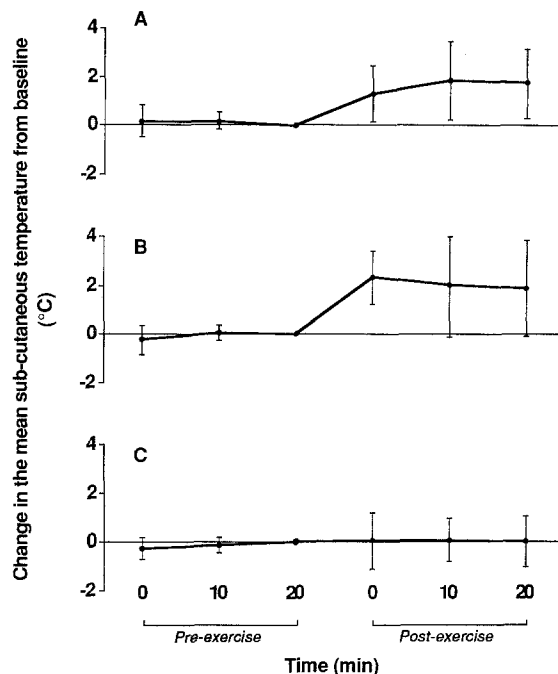 Change in the mean sub-cutaneous temperature from baseline
(°C)
A
4
2
0
-2
B
4
2
0
-2
C
4
2
0
-2
0 10 20 0 10 20
Pre-exercise Post-exercise
Time (min)